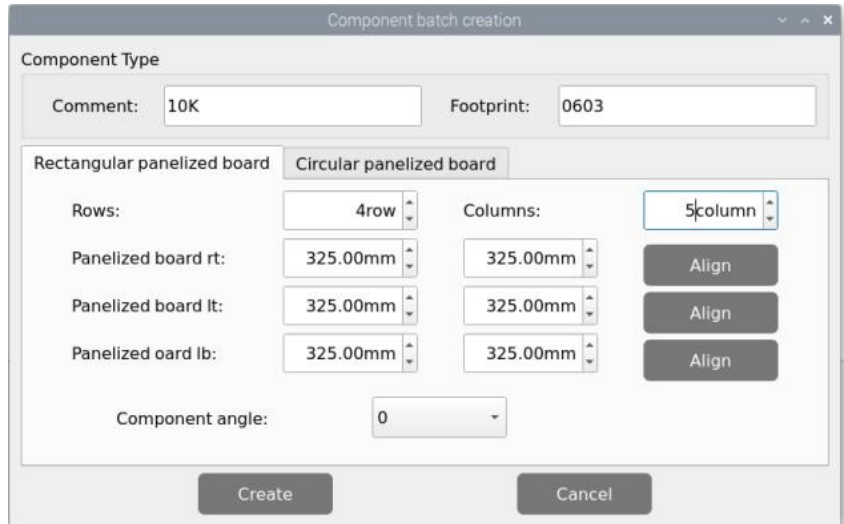 Component batch creation
Component Type
Comment: 10K Footprint: 0603
Rectangular panelized board Circular panelized board
Rows: 4row Columns: 5column
Panelized board rt: 325.00mm 325.00mm Align
Panelized board lt: 325.00mm 325.00mm Align
Panelized oard lb: 325.00mm 325.00mm Align
Component angle: 0
Create Cancel